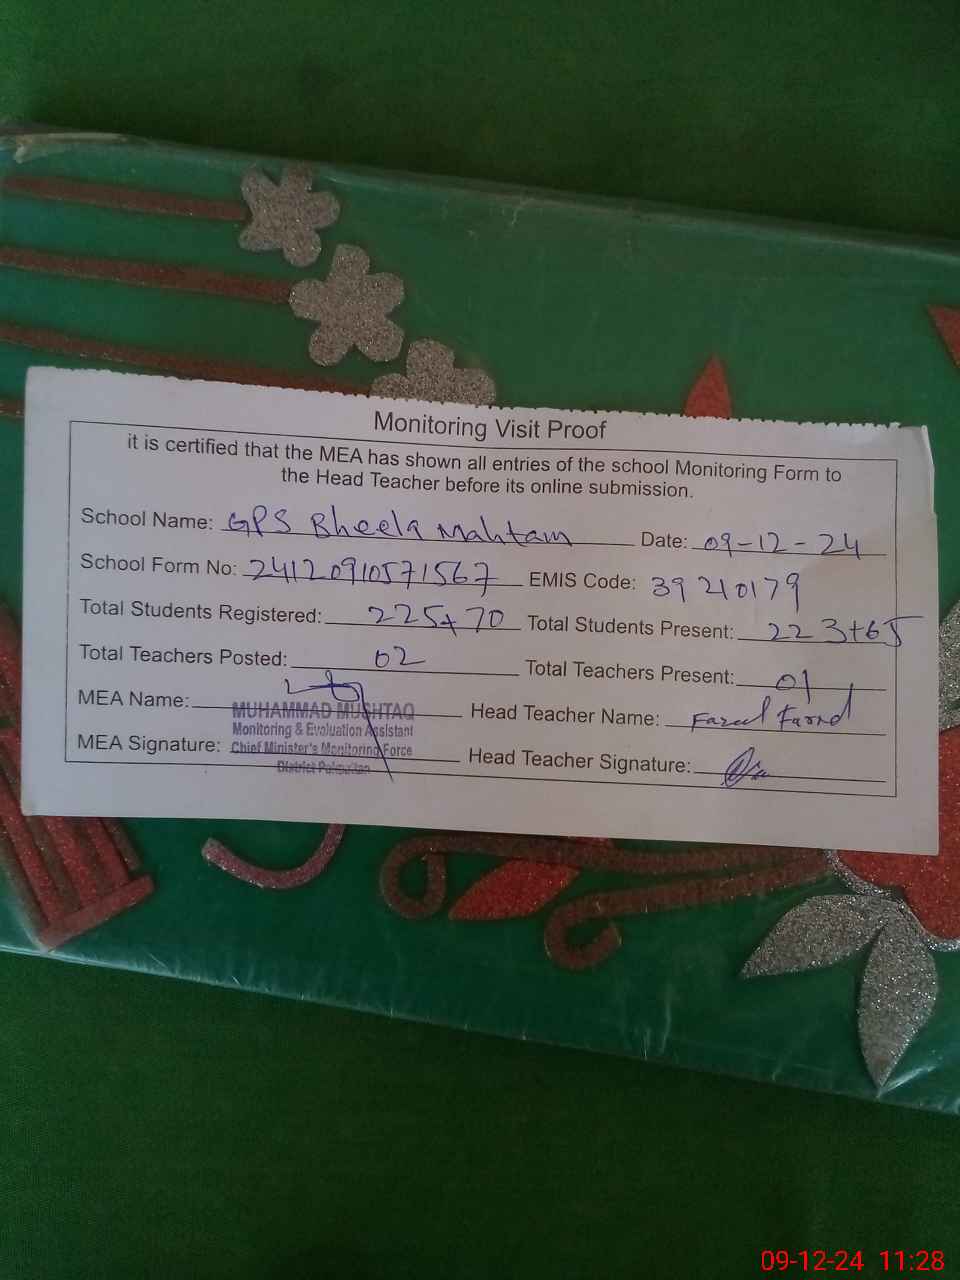 Monitoring Visit Proof
it is certified that the MEA has shown all entries of the school Monitoring Form to
the Head Teacher before its online submission.
School Name: GPS Bheela Mahtam Date: 09-12-24
School Form No: 24120910571567 EMIS Code: 39210179
Total Students Registered: 225+70 Total Students Present: 223+65
Total Teachers Posted: 02 Total Teachers Present: 01
MEA Name: MUHAMMAD MUSHTAQ Head Teacher Name:
Monitoring & Evaluation Assistant
MEA Signature: Chief Minister's Monitoring Force Head Teacher Signature:
District Pakpattan
09-12-24 11:28